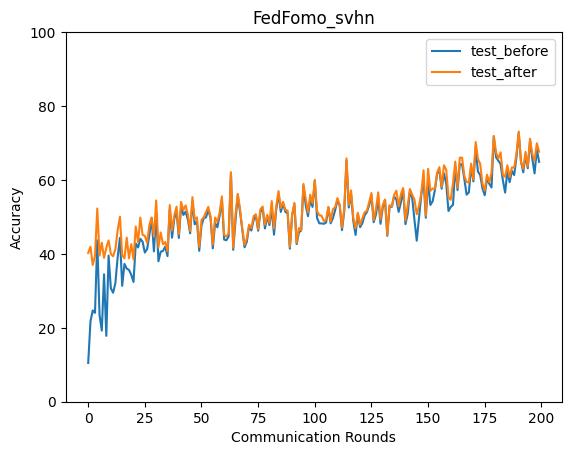 FedFomo_svhn
100
80
60
40
20
0
Accuracy
test_before
test_after
0 25 50 75 100 125 150 175 200
Communication Rounds